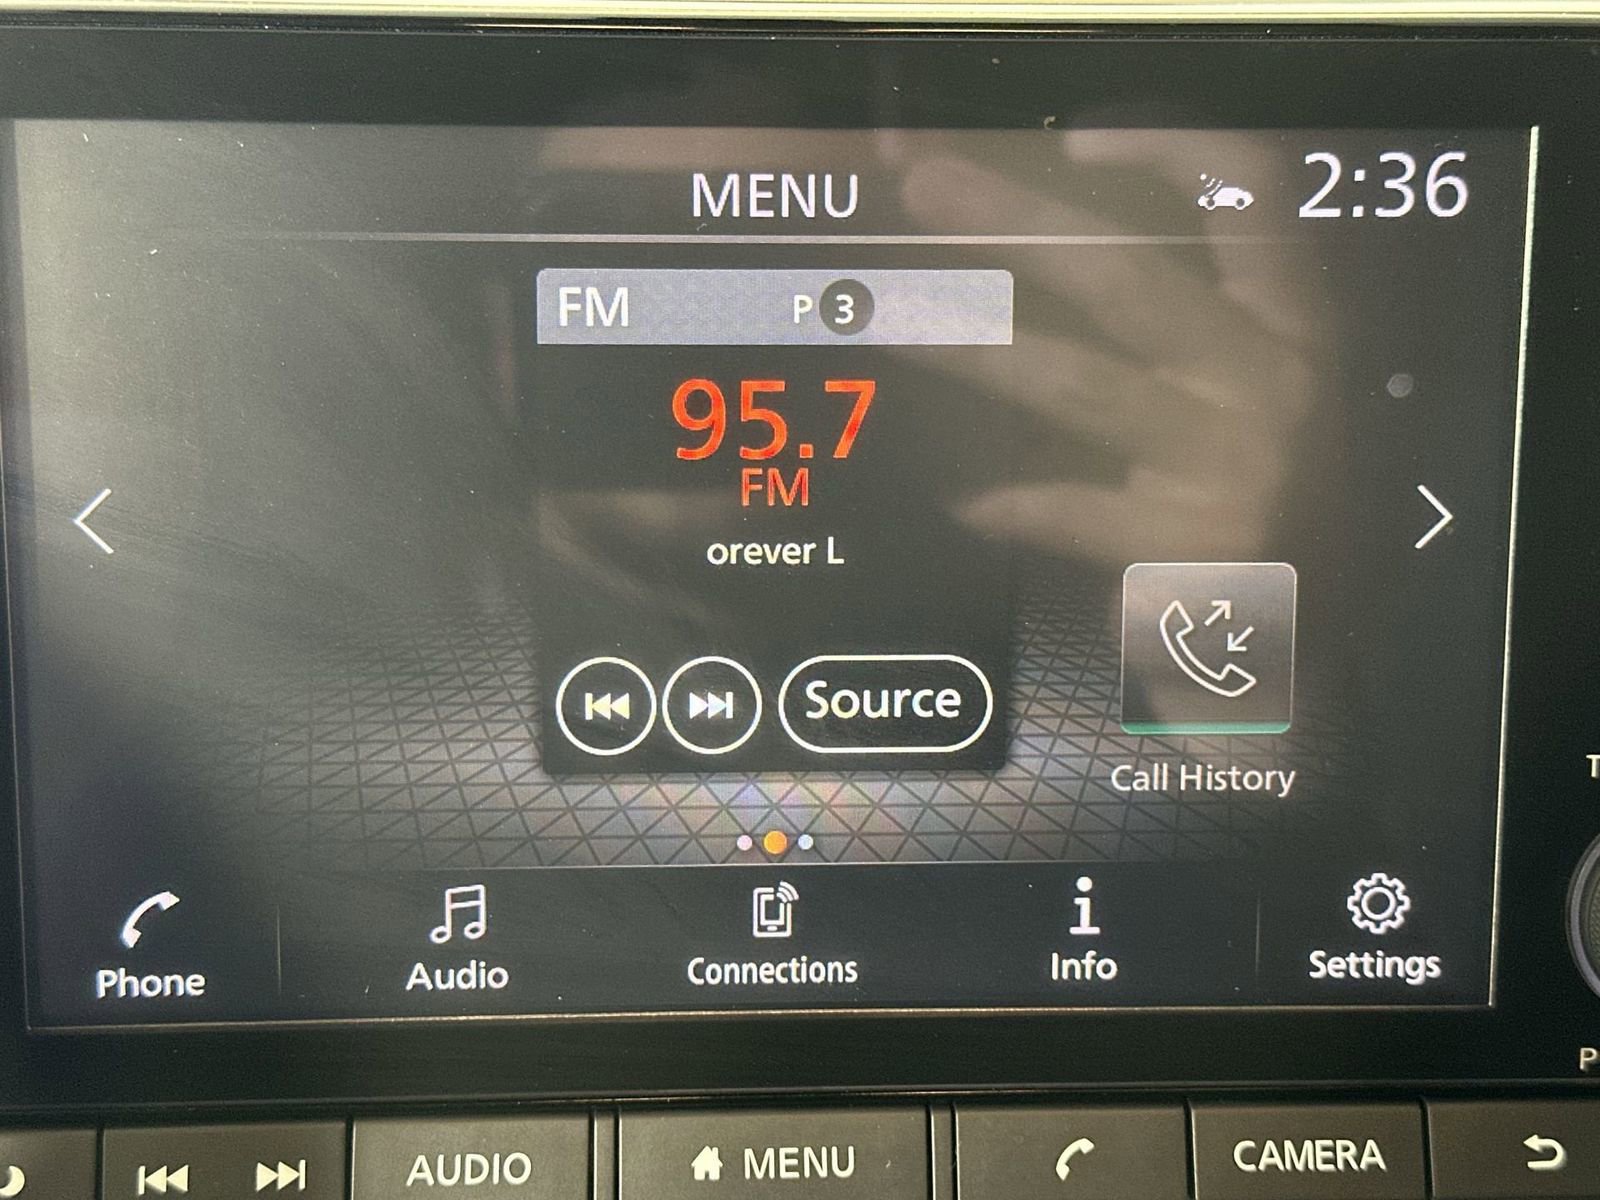 MENU
2:36
FM P 3
95.7
FM
orever L
Source
Call History
Phone
Audio
Connections
Info
Settings
T
P
AUDIO
MENU
CAMERA